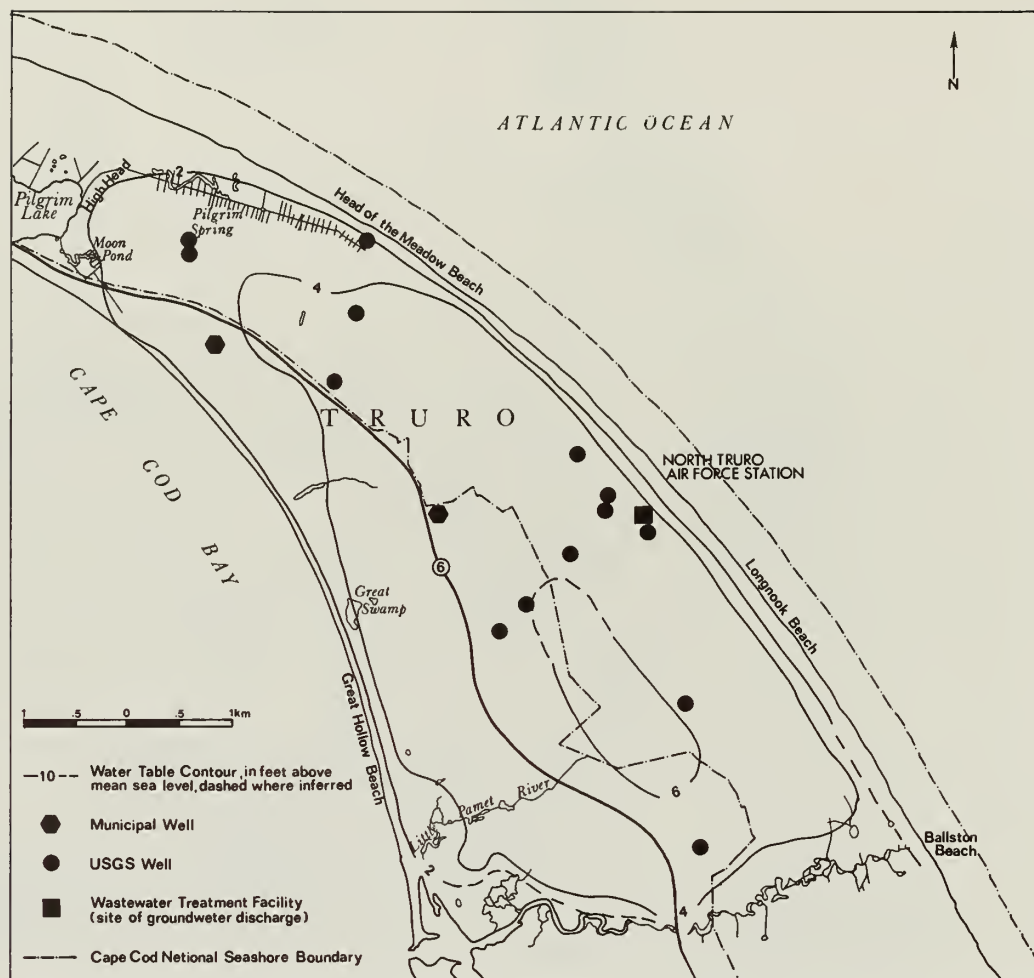 N
ATLANTIC OCEAN
Pilgrim
Lake
High Head
2
2
Pilgrim
Spring
Head of the Meadow Beach
Moon
Pond
4
CAPE
COD
BAY
TRURO
NORTH TRURO
AIR FORCE STATION
6
Great
Swamp
Longnook Beach
Great Hollow Beach
1 .5 0 .5 1km
—10-- Water Table Contour, in feet above
mean sea level, dashed where inferred
Municipal Well
USGS Well
Wastewater Treatment Facility
(site of groundweter discharge)
Cape Cod Netional Seashore Boundary
Little Pamet River
6
2
4
Ballston
Beach